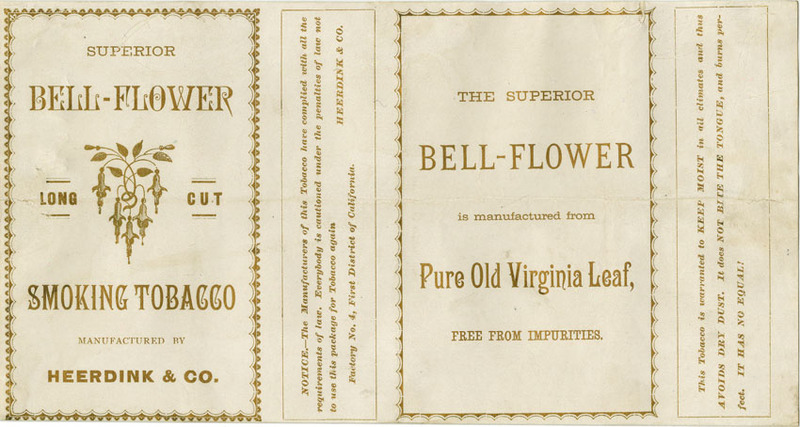 SUPERIOR
BELL-FLOWER
LONG CUT
SMOKING TOBACCO
MANUFACTURED BY
HEERDINK & CO.
NOTICE.—The Manufacturers of this Tobacco have complied with all the
requirements of law. Everybody is cautioned under the penalties of law not
to use this package for Tobacco again
HEERDINK & CO.
Factory No. 4, First District of California.
THE SUPERIOR
BELL-FLOWER
is manufactured from
Pure Old Virginia Leaf,
FREE FROM IMPURITIES.
This Tobacco is warranted to KEEP MOIST in all climates and thus
AVOIDS DRY DUST. It does NOT BITE THE TONGUE, and burns per-
fect. IT HAS NO EQUAL!